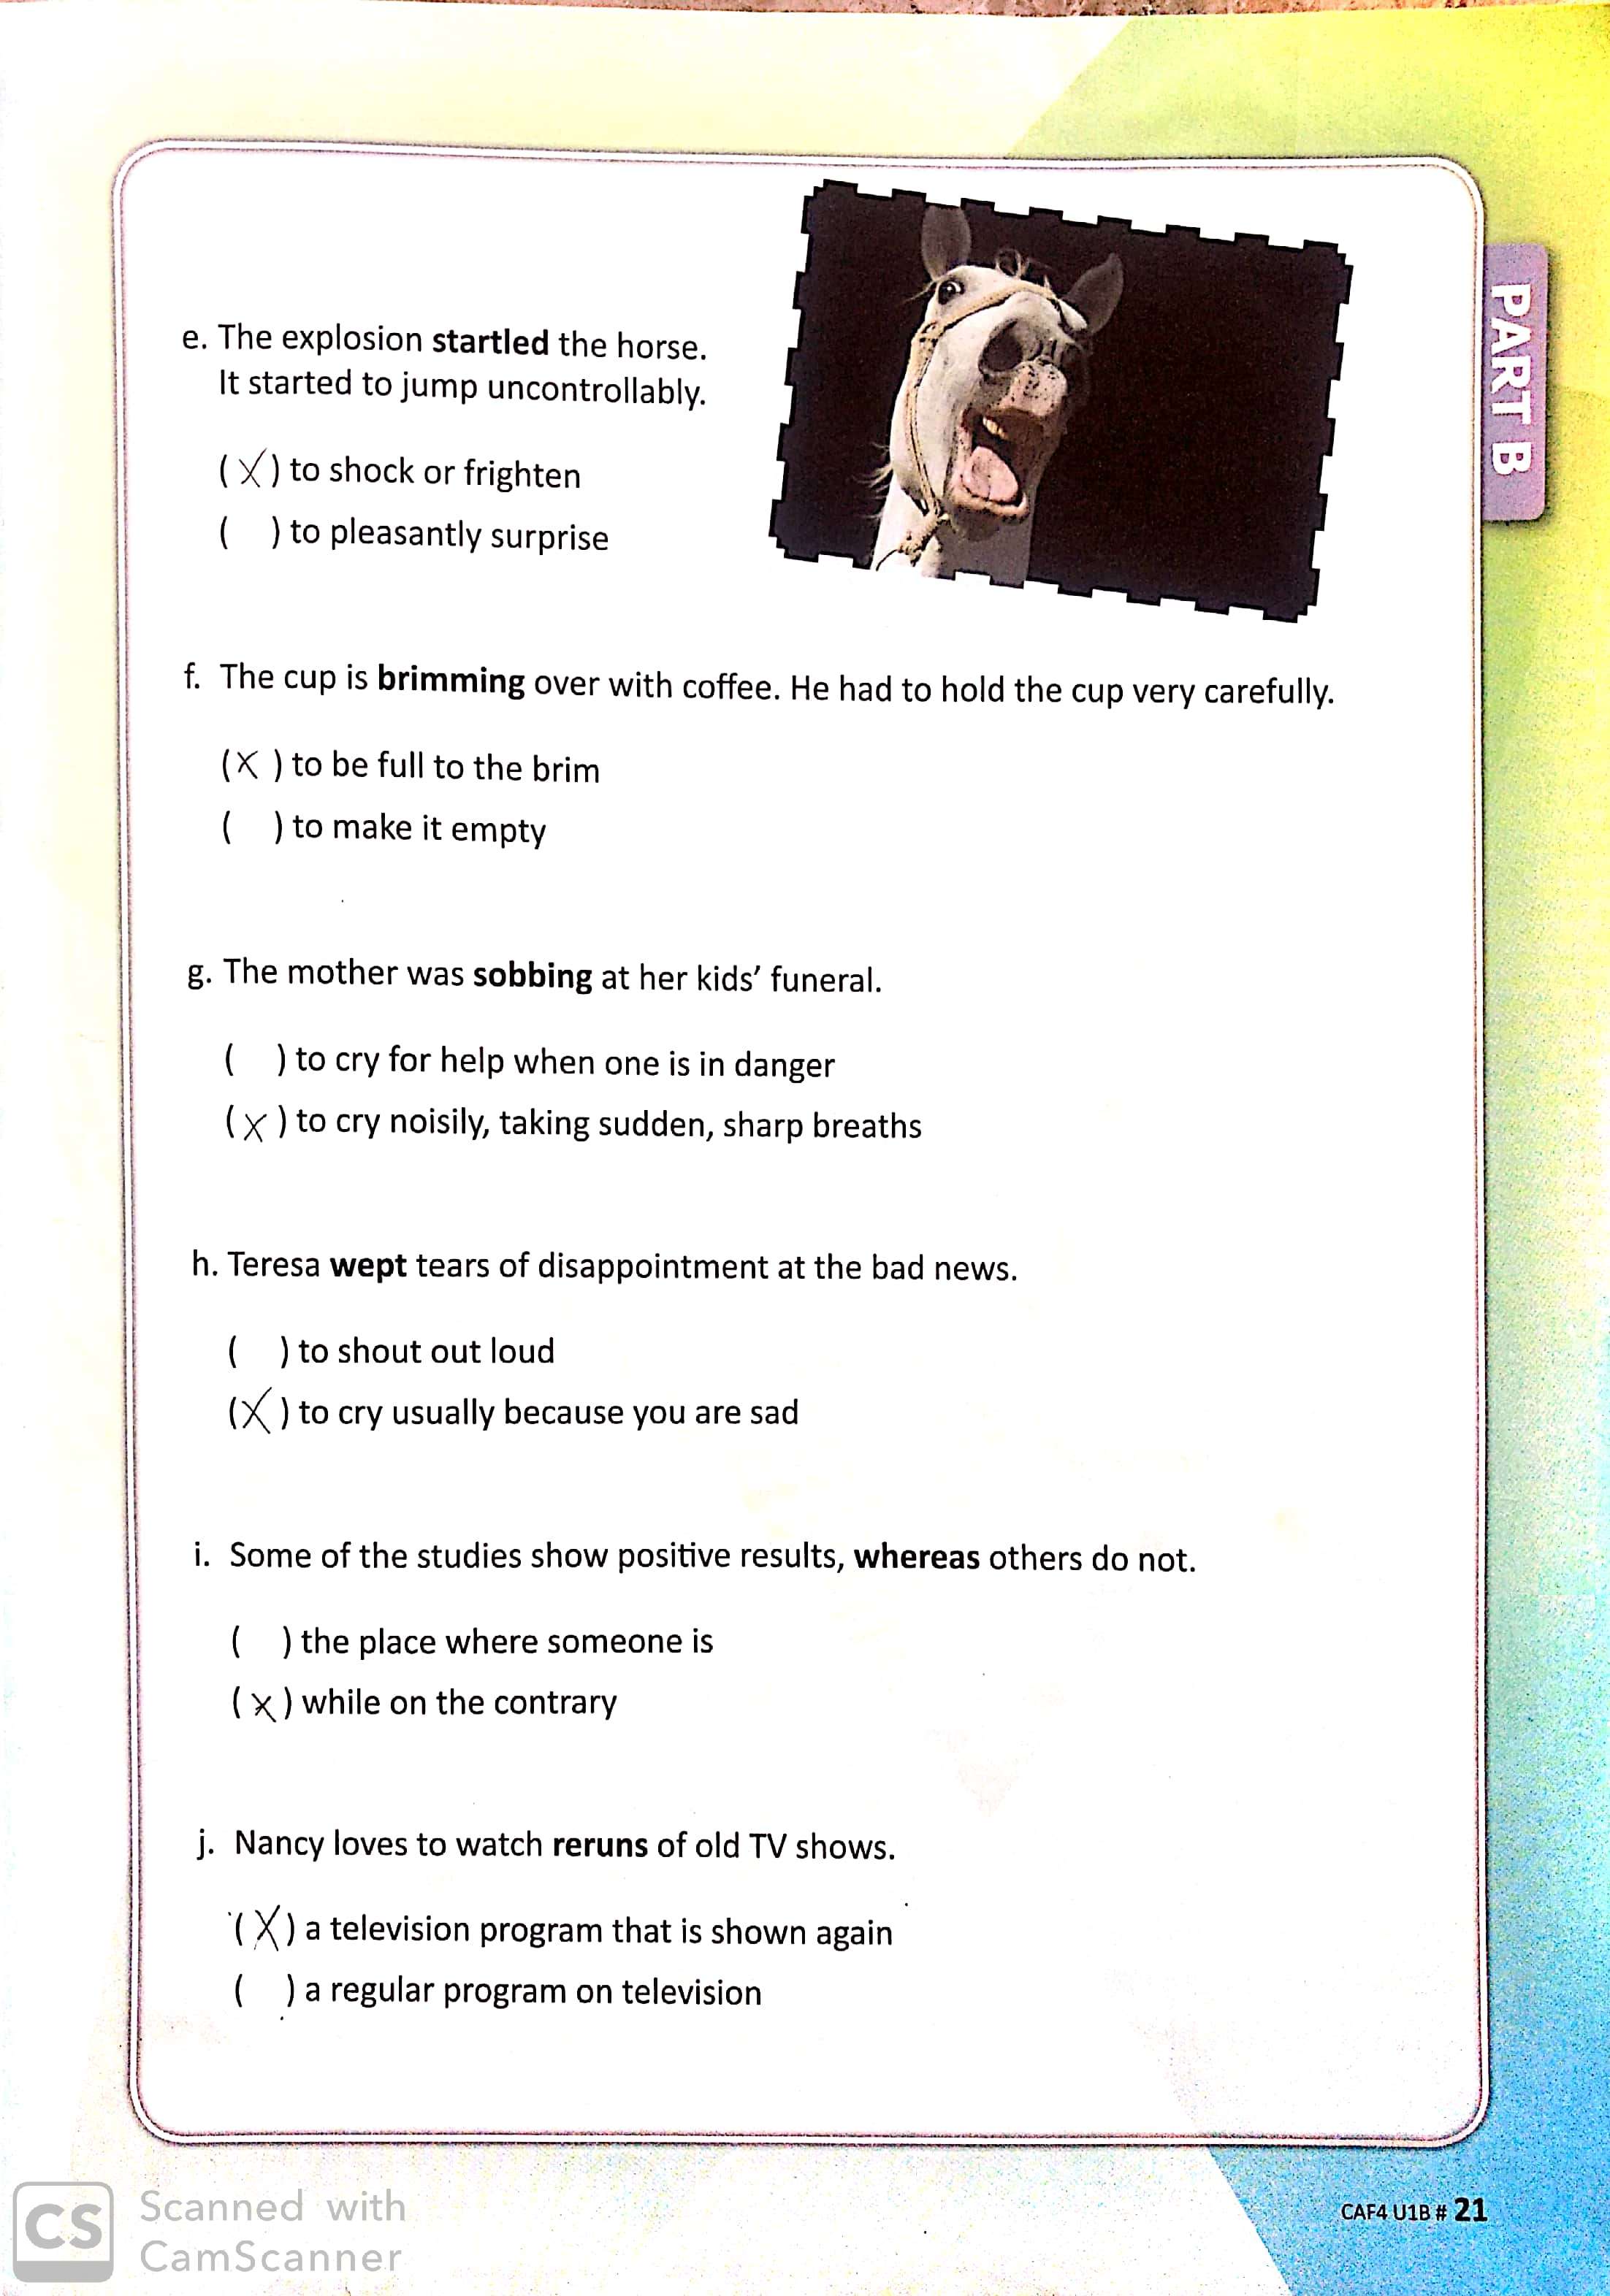 PART B
e. The explosion startled the horse.
It started to jump uncontrollably.
(X) to shock or frighten
( ) to pleasantly surprise
f. The cup is brimming over with coffee. He had to hold the cup very carefully.
(X) to be full to the brim
( ) to make it empty
g. The mother was sobbing at her kids' funeral.
( ) to cry for help when one is in danger
(X) to cry noisily, taking sudden, sharp breaths
h. Teresa wept tears of disappointment at the bad news.
( ) to shout out loud
(X) to cry usually because you are sad
i. Some of the studies show positive results, whereas others do not.
( ) the place where someone is
(X) while on the contrary
j. Nancy loves to watch reruns of old TV shows.
(X) a television program that is shown again
( ) a regular program on television
CAF4 U1B # 21
CS
Scanned with
CamScanner